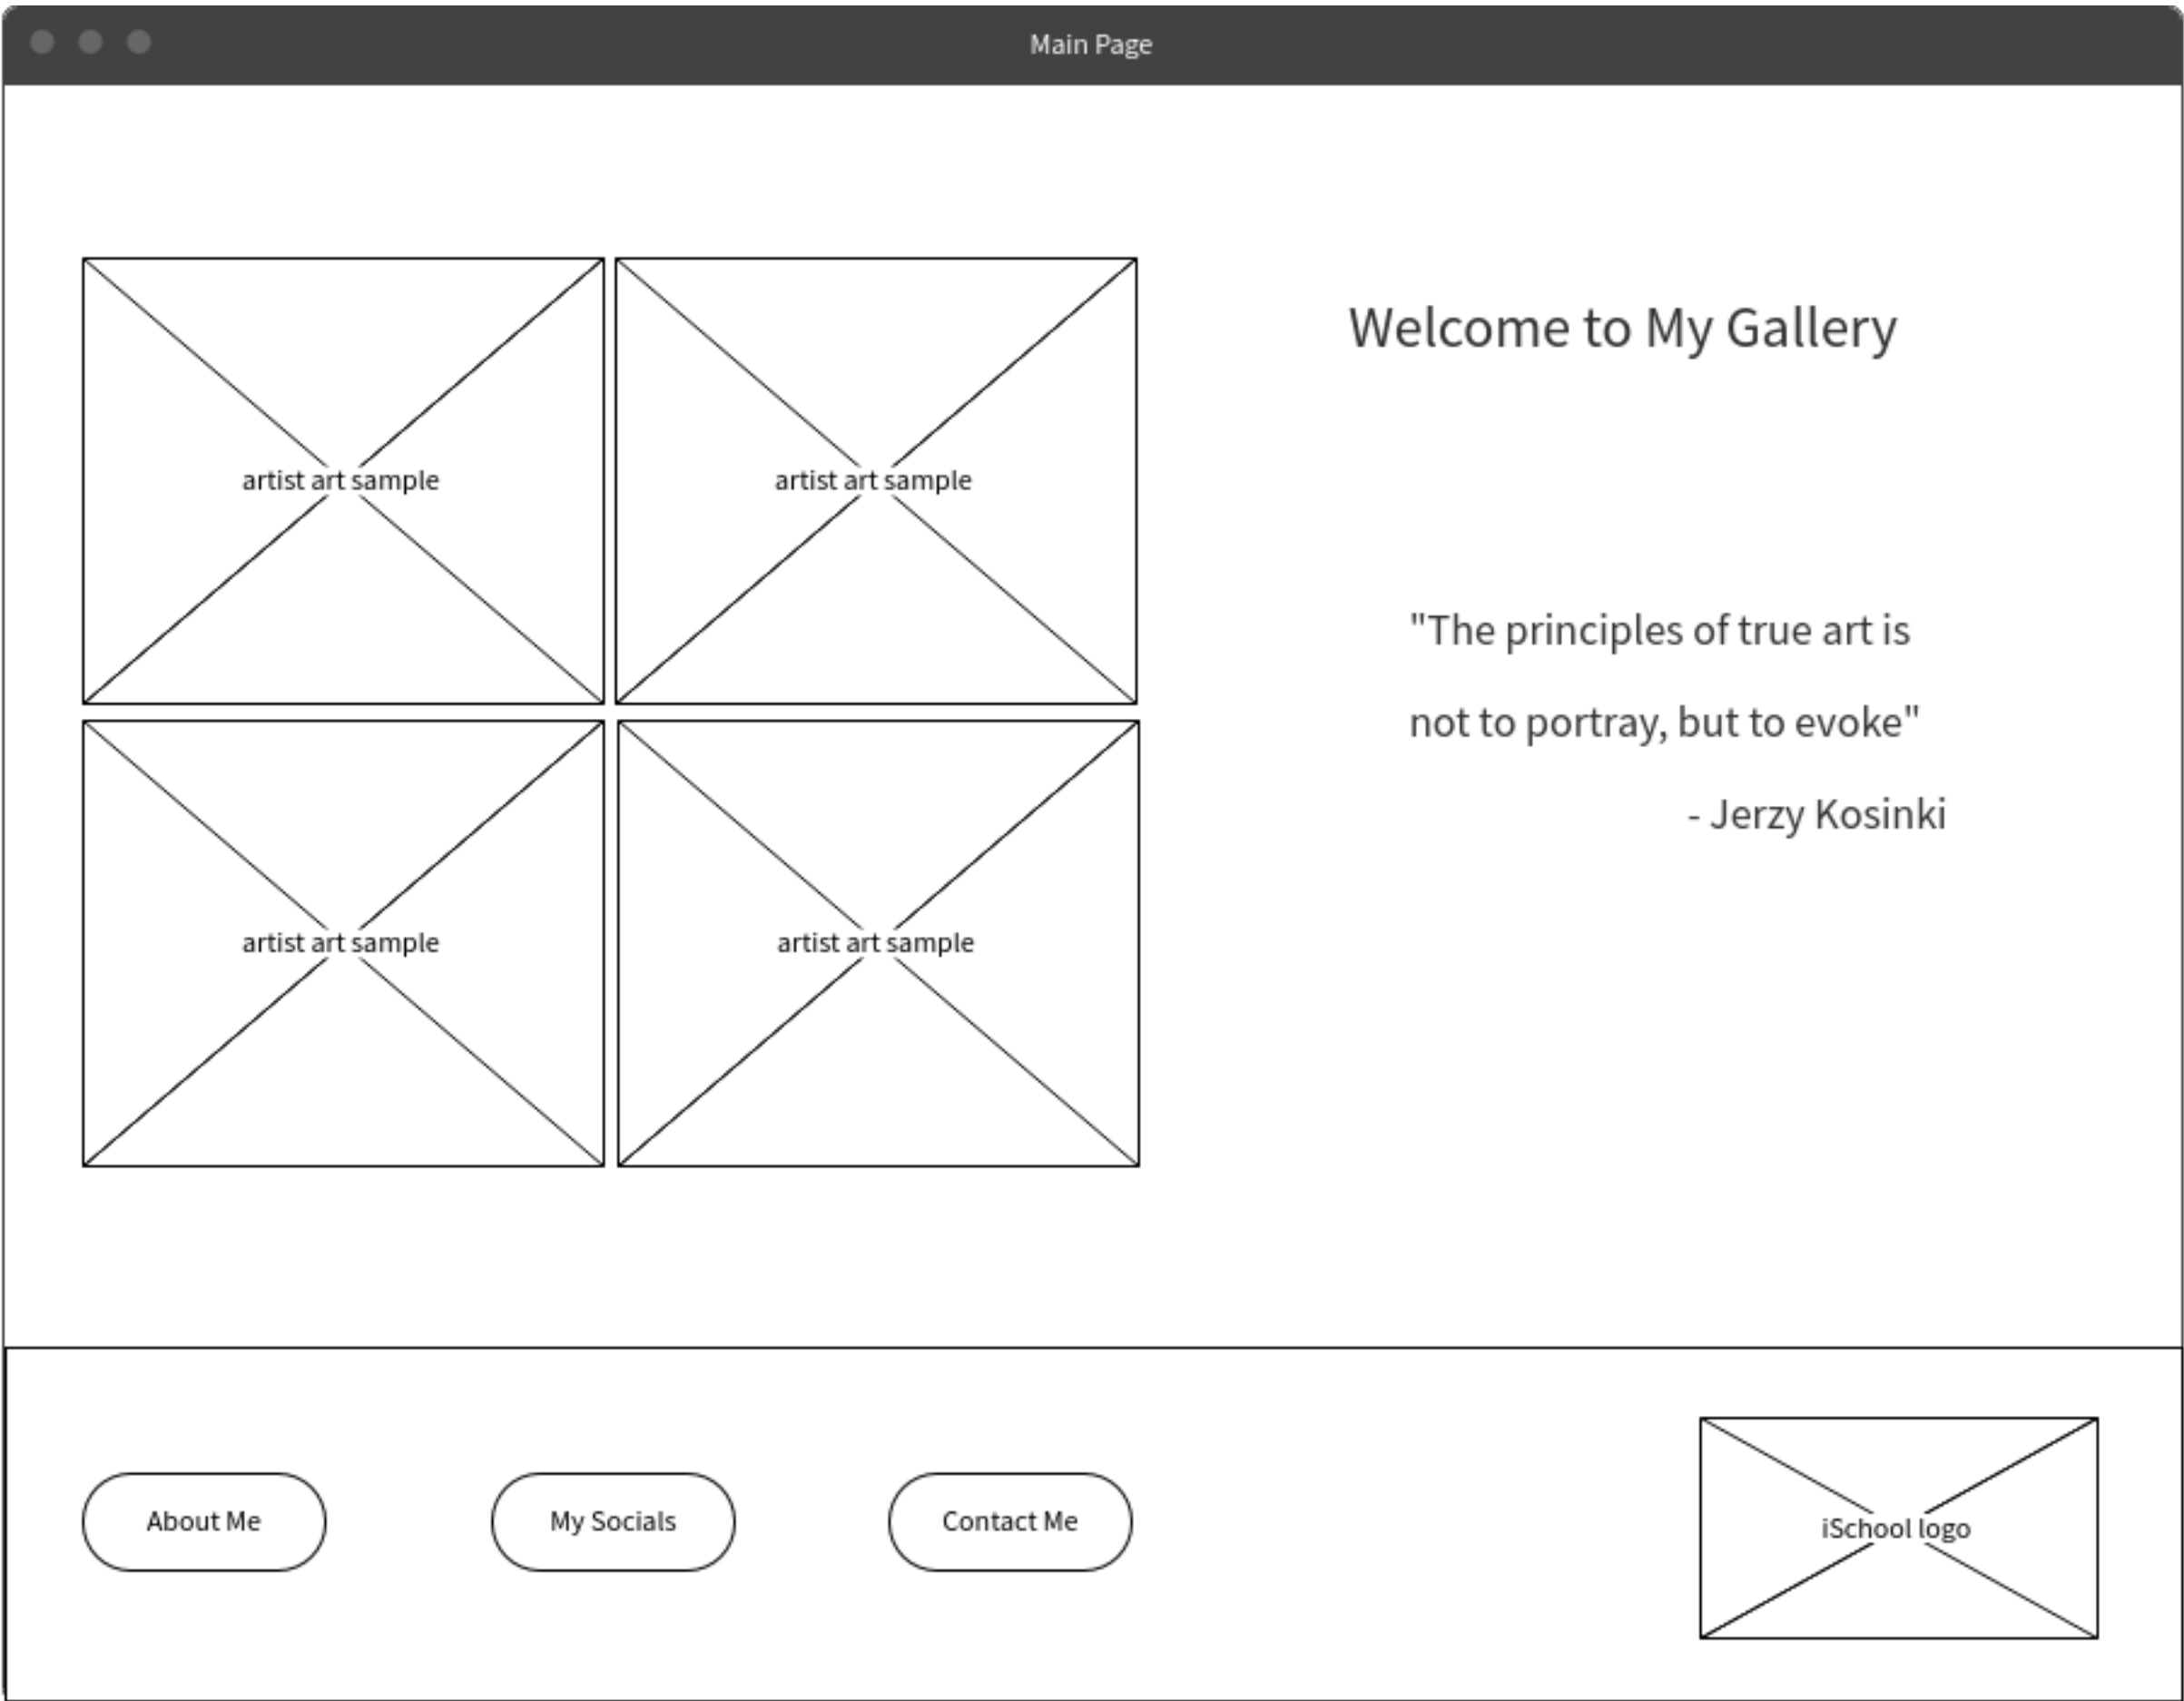 Main Page
artist art sample
artist art sample
Welcome to My Gallery
"The principles of true art is
not to portray, but to evoke"
- Jerzy Kosinki
artist art sample
artist art sample
About Me
My Socials
Contact Me
iSchool logo